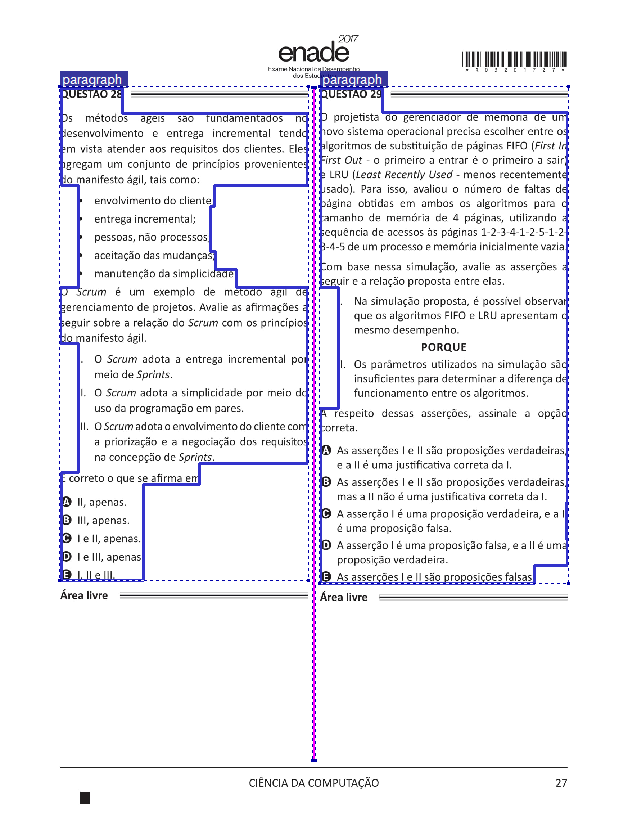 2017
enade
Exame Nacional de Desempenho
dos Estudantes
*R0320172​7*
paragraph
paragraph
QUESTÃO 28
Os métodos ágeis são fundamentados no
desenvolvimento e entrega incremental tendo
em vista atender aos requisitos dos clientes. Eles
agregam um conjunto de princípios provenientes
do manifesto ágil, tais como:
• envolvimento do cliente;
• entrega incremental;
• pessoas, não processos;
• aceitação das mudanças;
• manutenção da simplicidade.
O Scrum é um exemplo de método ágil de
gerenciamento de projetos. Avalie as afirmações a
seguir sobre a relação do Scrum com os princípios
do manifesto ágil.
I. O Scrum adota a entrega incremental por
meio de Sprints.
II. O Scrum adota a simplicidade por meio do
uso da programação em pares.
III. O Scrum adota o envolvimento do cliente com
a priorização e a negociação dos requisitos
na concepção de Sprints.
É correto o que se afirma em
A II, apenas.
B III, apenas.
C I e II, apenas.
D I e III, apenas.
E I, II e III.
Área livre
QUESTÃO 29
O projetista do gerenciador de memória de um
novo sistema operacional precisa escolher entre os
algoritmos de substituição de páginas FIFO (First In
First Out - o primeiro a entrar é o primeiro a sair)
e LRU (Least Recently Used - menos recentemente
usado). Para isso, avaliou o número de faltas de
página obtidas em ambos os algoritmos para o
tamanho de memória de 4 páginas, utilizando a
sequência de acessos às páginas 1-2-3-4-1-2-5-1-2-
3-4-5 de um processo e memória inicialmente vazia.
Com base nessa simulação, avalie as asserções a
seguir e a relação proposta entre elas.
I. Na simulação proposta, é possível observar
que os algoritmos FIFO e LRU apresentam o
mesmo desempenho.
PORQUE
II. Os parâmetros utilizados na simulação são
insuficientes para determinar a diferença de
funcionamento entre os algoritmos.
A respeito dessas asserções, assinale a opção
correta.
A As asserções I e II são proposições verdadeiras,
e a II é uma justificativa correta da I.
B As asserções I e II são proposições verdadeiras,
mas a II não é uma justificativa correta da I.
C A asserção I é uma proposição verdadeira, e a II
é uma proposição falsa.
D A asserção I é uma proposição falsa, e a II é uma
proposição verdadeira.
E As asserções I e II são proposições falsas.
Área livre
CIÊNCIA DA COMPUTAÇÃO
27